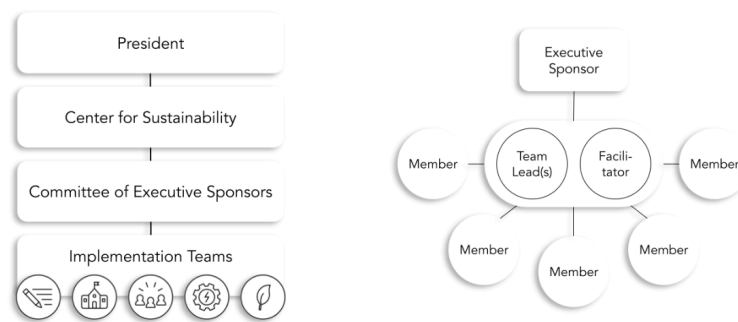 President
Center for Sustainability
Committee of Executive Sponsors
Implementation Teams
Executive
Sponsor
Member
Team
Lead(s)
Facili-
tator
Member
Member
Member
Member